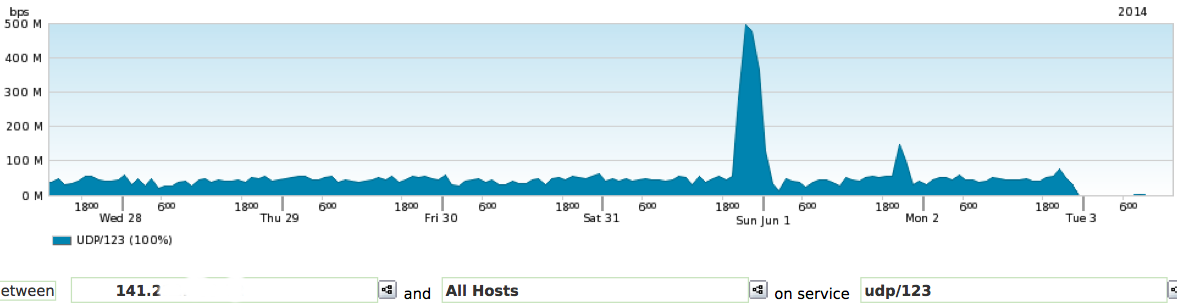 bps
2014
500 M
400 M
300 M
200 M
100 M
0 M
18⁰⁰ 6⁰⁰ 18⁰⁰ 6⁰⁰ 18⁰⁰ 6⁰⁰ 18⁰⁰ 6⁰⁰ 18⁰⁰ 6⁰⁰ 18⁰⁰ 6⁰⁰ 18⁰⁰ 6⁰⁰
Wed 28 Thu 29 Fri 30 Sat 31 Sun Jun 1 Mon 2 Tue 3
UDP/123 (100%)
etween 141.2 and All Hosts on service udp/123